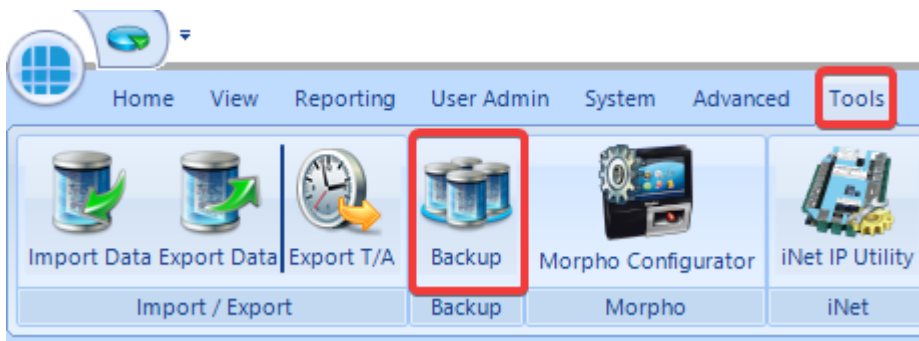 Home View Reporting User Admin System Advanced Tools
Import Data Export Data Export T/A Backup Morpho Configurator iNet IP Utility
Import / Export Backup Morpho iNet